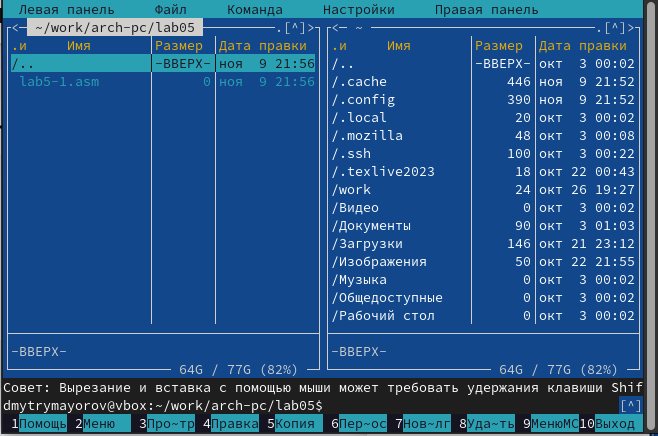 Левая панель Файл Команда Настройки Правая панель
<─ ~/work/arch-pc/lab05 ─.[^]> <─ ~ ─.[^]>
.и Имя Размер Дата правки .и Имя Размер Дата правки
/.. -ВВЕРХ- ноя 9 21:56 /.. -ВВЕРХ- окт 3 00:02
lab5-1.asm 0 ноя 9 21:56 /.cache 446 ноя 9 21:52
/.config 390 ноя 9 21:52
/.local 20 окт 3 00:02
/.mozilla 48 окт 3 00:08
/.ssh 100 окт 3 00:22
/.texlive2023 18 окт 22 00:43
/work 24 окт 26 19:27
/Видео 0 окт 3 00:02
/Документы 90 окт 3 01:03
/Загрузки 146 окт 21 23:12
/Изображения 50 окт 22 21:55
/Музыка 0 окт 3 00:02
/Общедоступные 0 окт 3 00:02
/Рабочий стол 0 окт 3 00:02
-ВВЕРХ- -ВВЕРХ-
64G / 77G (82%) 64G / 77G (82%)
Совет: Вырезание и вставка с помощью мыши может требовать удержания клавиши Shif
dmytrymayorov@vbox:~/work/arch-pc/lab05$ [^]
1Помощь 2Меню 3Про~тр 4Правка 5Копия 6Пер~ос 7Нов~лг 8Уда~ть 9МенюMC 10Выход